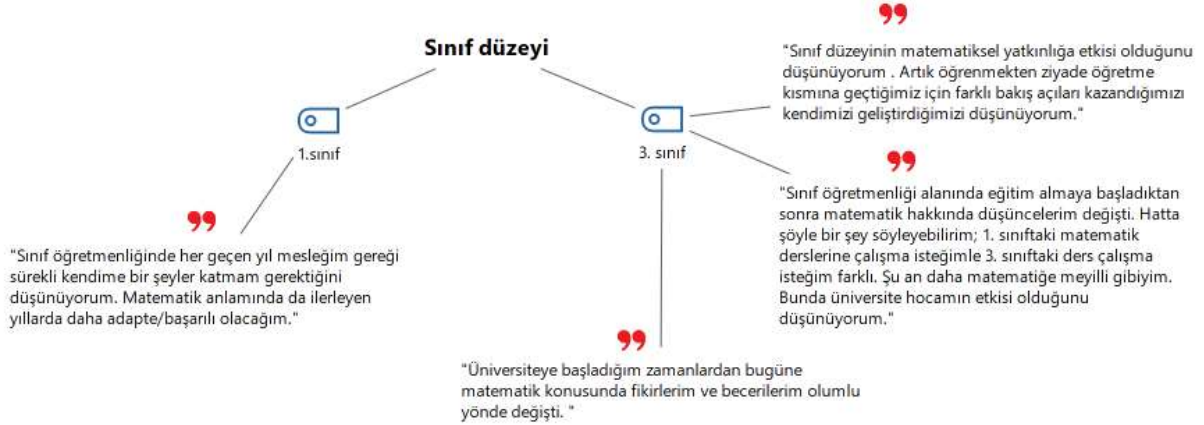 Sınıf düzeyi
1.sınıf
3. sınıf
"Sınıf düzeyinin matematiksel yatkınlığa etkisi olduğunu
düşünüyorum . Artık öğrenmekten ziyade öğretme
kısmına geçtiğimiz için farklı bakış açıları kazandığımızı
kendimizi geliştirdiğimizi düşünüyorum."
"Sınıf öğretmenliği alanında eğitim almaya başladıktan
sonra matematik hakkında düşüncelerim değişti. Hatta
şöyle bir şey söyleyebilirim; 1. sınıftaki matematik
derslerine çalışma isteğimle 3. sınıftaki ders çalışma
isteğim farklı. Şu an daha matematiğe meyilli gibiyim.
Bunda üniversite hocamın etkisi olduğunu
düşünüyorum."
"Sınıf öğretmenliğinde her geçen yıl mesleğim gereği
sürekli kendime bir şeyler katmam gerektiğini
düşünüyorum. Matematik anlamında da ilerleyen
yıllarda daha adapte/başarılı olacağım."
"Üniversiteye başladığım zamanlardan bugüne
matematik konusunda fikirlerim ve becerilerim olumlu
yönde değişti. "